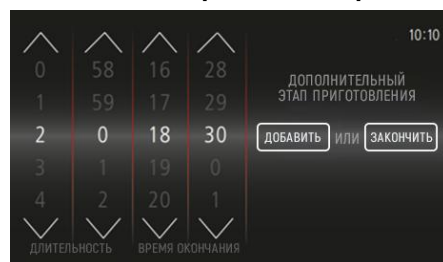 10:10
0 58 16 28
1 59 17 29
2 0 18 30
3 1 19 0
4 2 20 1
ДЛИТЕЛЬНОСТЬ ВРЕМЯ ОКОНЧАНИЯ
ДОПОЛНИТЕЛЬНЫЙ
ЭТАП ПРИГОТОВЛЕНИЯ
ДОБАВИТЬ ИЛИ ЗАКОНЧИТЬ